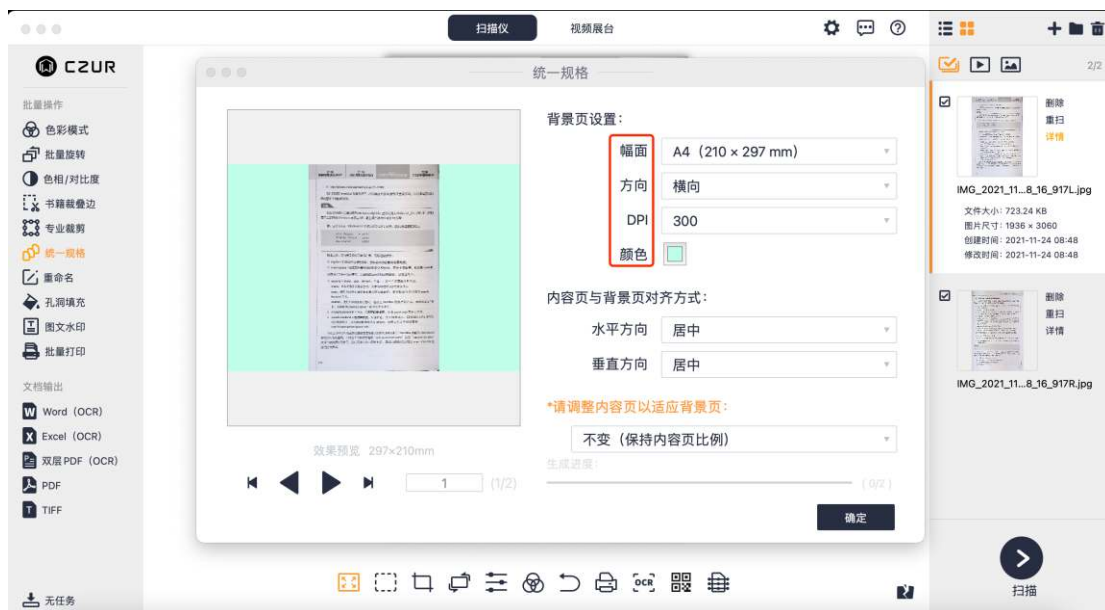 扫描仪
视频展台
CZUR
批量操作
色彩模式
批量旋转
色相/对比度
书籍裁叠边
专业裁剪
统一规格
重命名
孔洞填充
图文水印
批量打印
文档输出
Word（OCR）
Excel（OCR）
双层 PDF（OCR）
PDF
TIFF
无任务
统一规格
效果预览 297×210mm
1 (1/2)
背景页设置：
幅面 A4（210 × 297 mm）
方向 横向
DPI 300
颜色
内容页与背景页对齐方式：
水平方向 居中
垂直方向 居中
*请调整内容页以适应背景页：
不变（保持内容页比例）
生成进度：
( 0/2 )
确定
OCR
2/2
删除
重扫
详情
IMG_2021_11...8_16_917L.jpg
文件大小：723.24 KB
图片尺寸：1936 × 3060
创建时间：2021-11-24 08:48
修改时间：2021-11-24 08:48
删除
重扫
详情
IMG_2021_11...8_16_917R.jpg
扫描